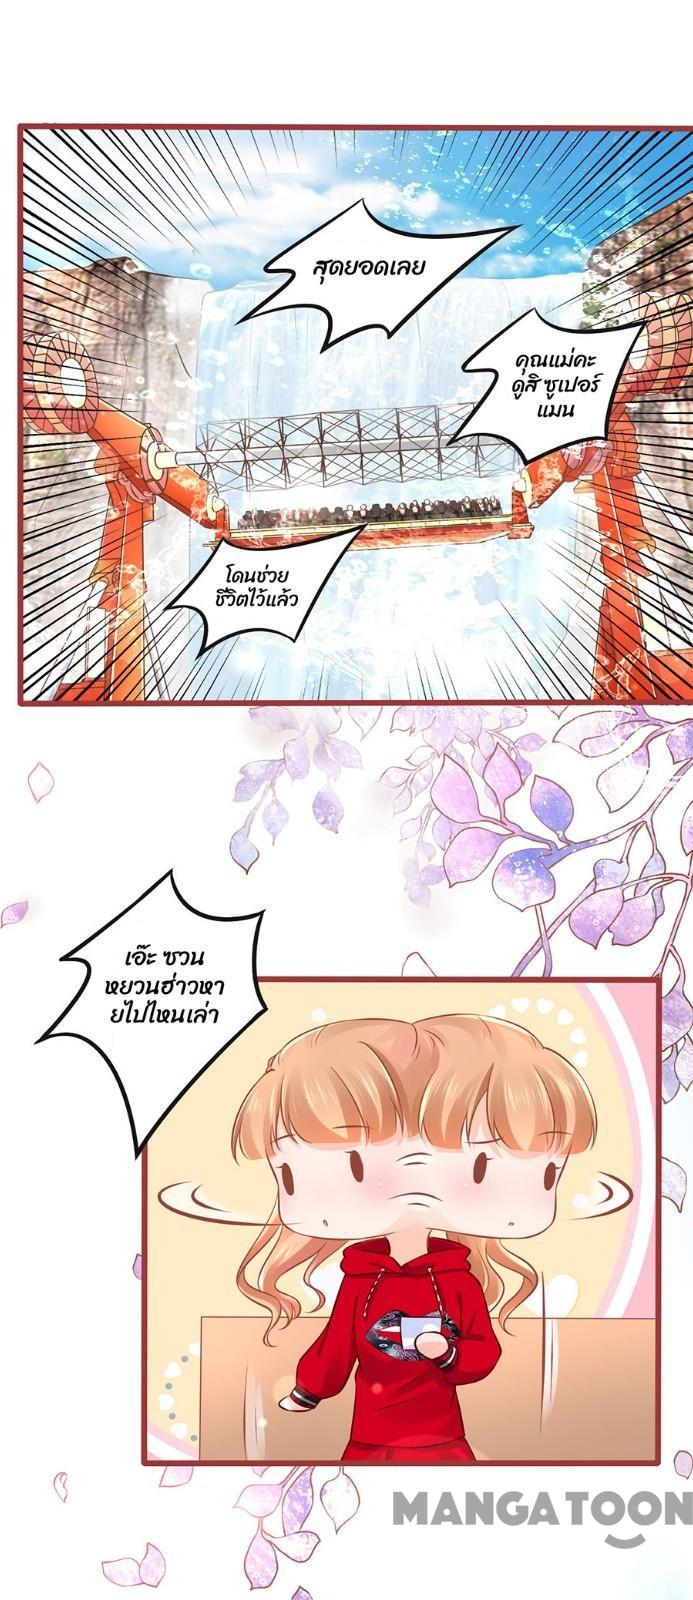 สุดยอดเลย
คุณแม่คะ
ดูสิ ซูเปอร์
แมน
โดนช่วย
ชีวิตไว้แล้ว
เอ๊ะ ซวน
หยวนฮ่าวหา
ยไปไหนเล่า
MANGATOON